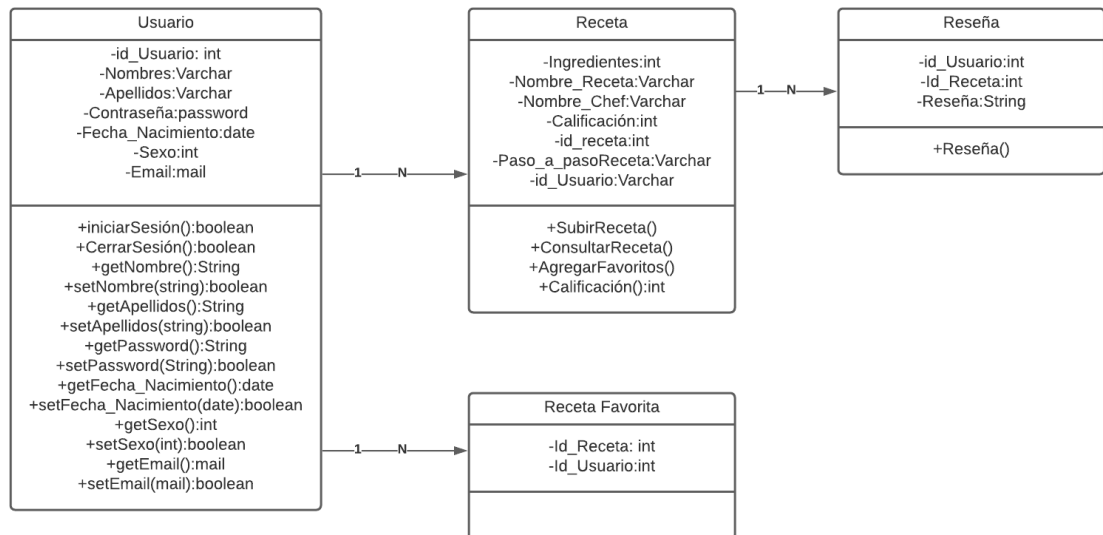 Usuario
-id_Usuario: int
-Nombres:Varchar
-Apellidos:Varchar
-Contraseña:password
-Fecha_Nacimiento:date
-Sexo:int
-Email:mail
+iniciarSesión():boolean
+CerrarSesión():boolean
+getNombre():String
+setNombre(string):boolean
+getApellidos():String
+setApellidos(string):boolean
+getPassword():String
+setPassword(String):boolean
+getFecha_Nacimiento():date
+setFecha_Nacimiento(date):boolean
+getSexo():int
+setSexo(int):boolean
+getEmail():mail
+setEmail(mail):boolean
1 N
Receta
-Ingredientes:int
-Nombre_Receta:Varchar
-Nombre_Chef:Varchar
-Calificación:int
-id_receta:int
-Paso_a_pasoReceta:Varchar
-id_Usuario:Varchar
+SubirReceta()
+ConsultarReceta()
+AgregarFavoritos()
+Calificación():int
1 N
Reseña
-id_Usuario:int
-Id_Receta:int
-Reseña:String
+Reseña()
1 N
Receta Favorita
-Id_Receta: int
-Id_Usuario:int